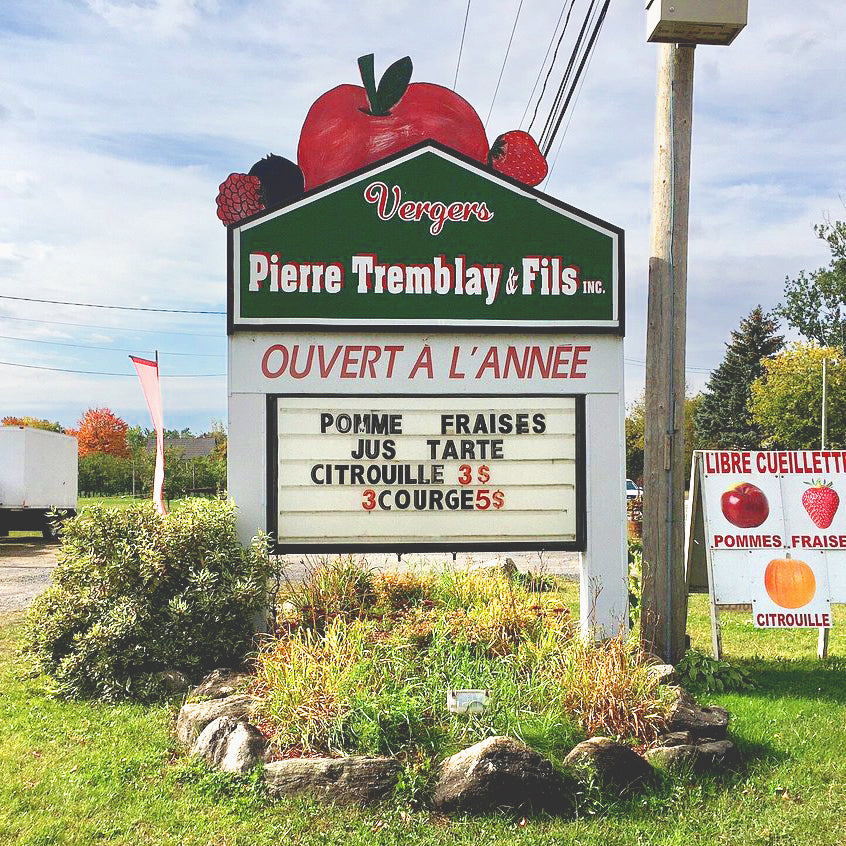 Vergers
Pierre Tremblay & Fils INC.
OUVERT À L'ANNÉE
POMME FRAISES
JUS TARTE
CITROUILLE 3$
3COURGE5$
LIBRE CUEILLETTE
POMMES FRAISE
CITROUILLE